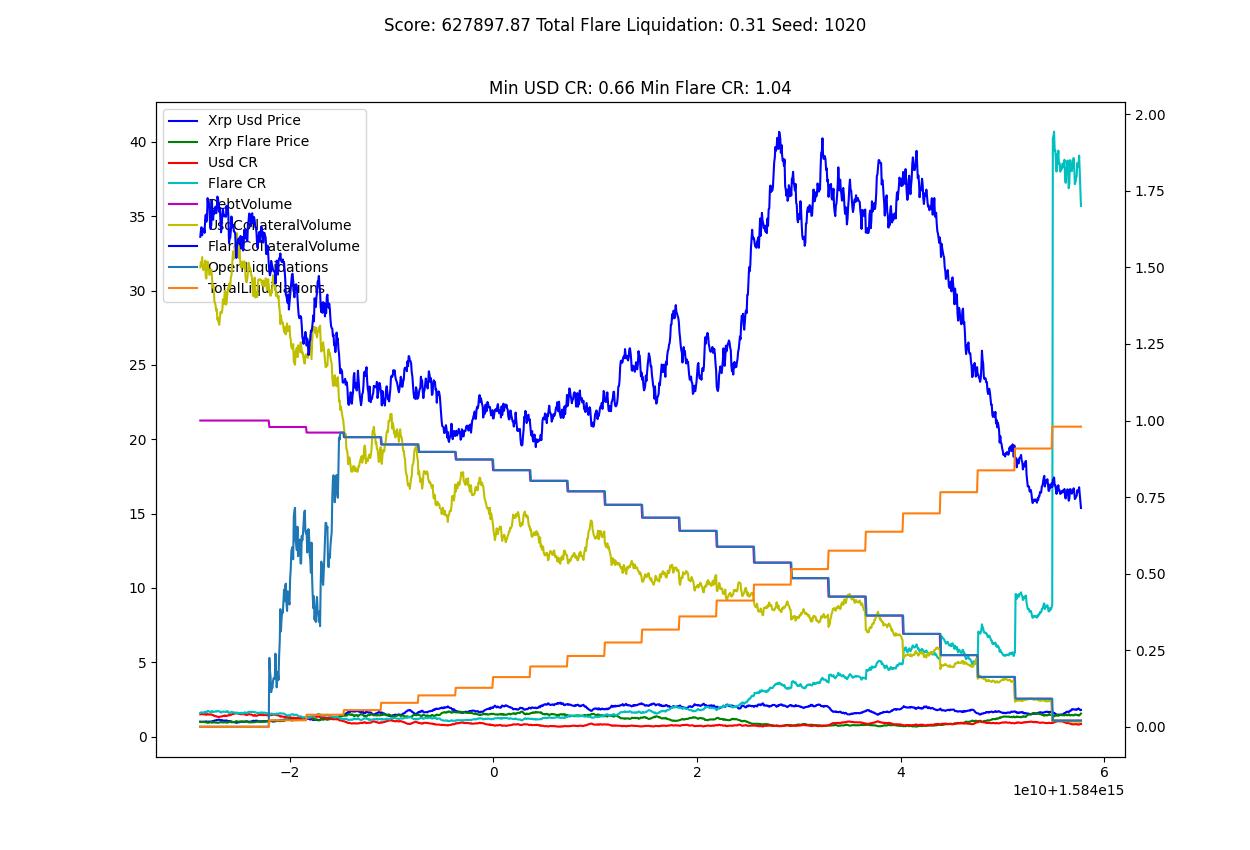 Score: 627897.87 Total Flare Liquidation: 0.31 Seed: 1020
Min USD CR: 0.66 Min Flare CR: 1.04
Xrp Usd Price
Xrp Flare Price
Usd CR
Flare CR
DebtVolume
UsdCollateralVolume
FlareCollateralVolume
OpenLiquidations
TotalLiquidations
40
35
30
25
20
15
10
5
0
2.00
1.75
1.50
1.25
1.00
0.75
0.50
0.25
0.00
−2 0 2 4 6
1e10+1.584e15